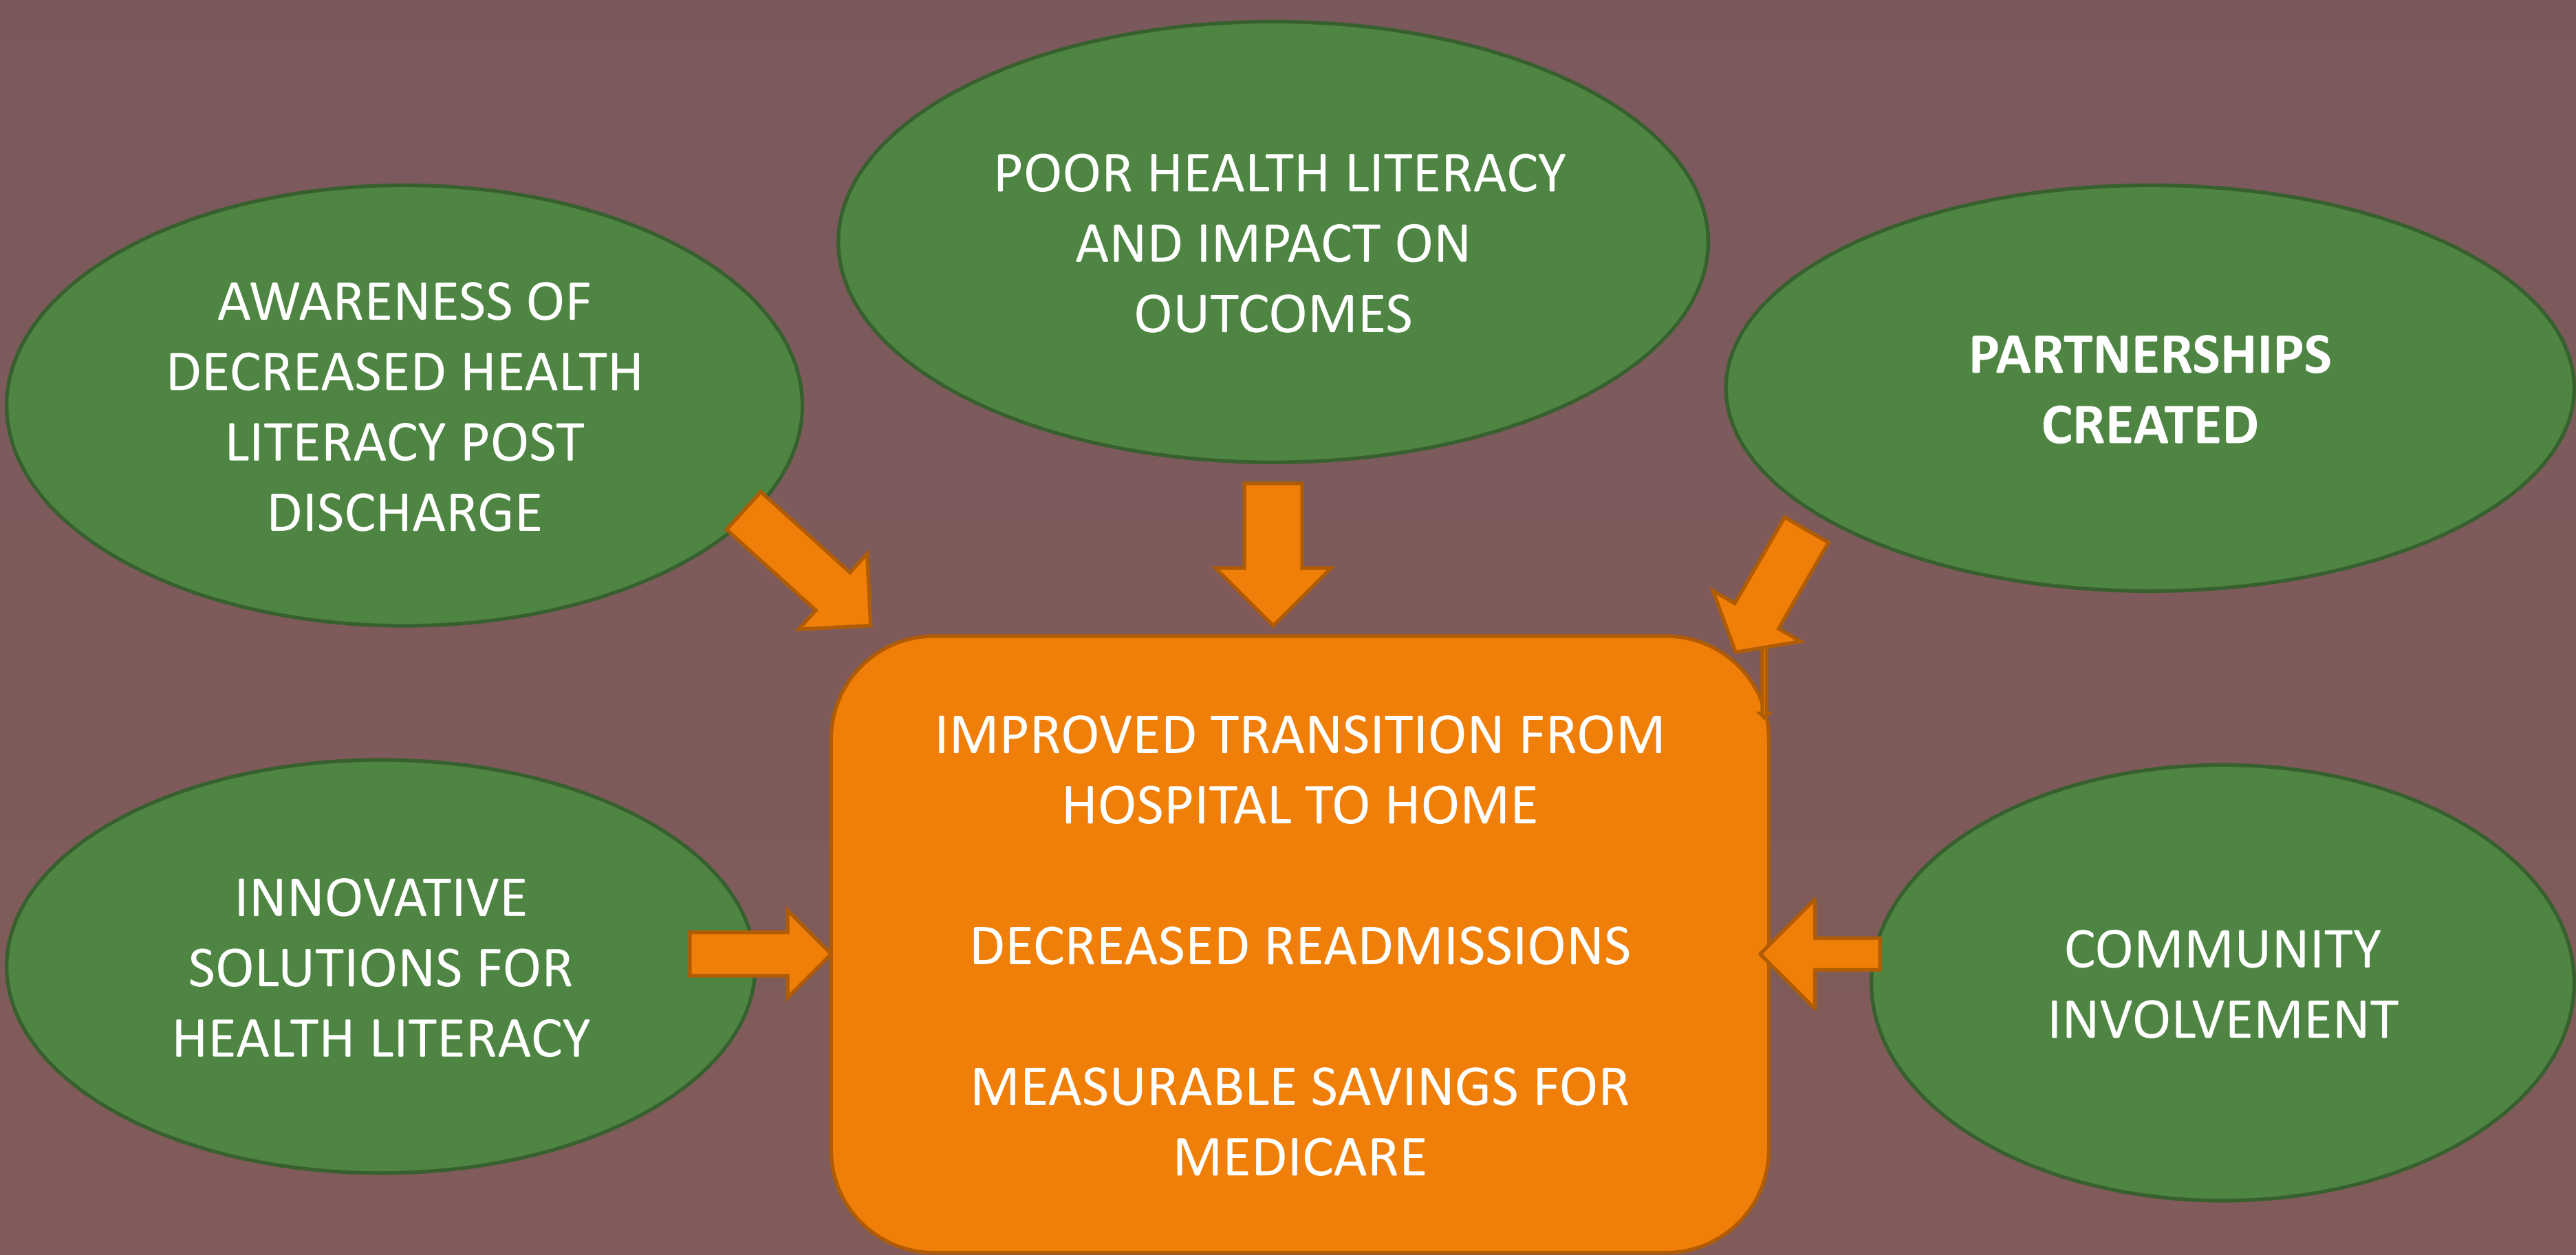 POOR HEALTH LITERACY
AND IMPACT ON
OUTCOMES
AWARENESS OF
DECREASED HEALTH
LITERACY POST
DISCHARGE
PARTNERSHIPS
CREATED
IMPROVED TRANSITION FROM
HOSPITAL TO HOME
DECREASED READMISSIONS
MEASURABLE SAVINGS FOR
MEDICARE
INNOVATIVE
SOLUTIONS FOR
HEALTH LITERACY
COMMUNITY
INVOLVEMENT